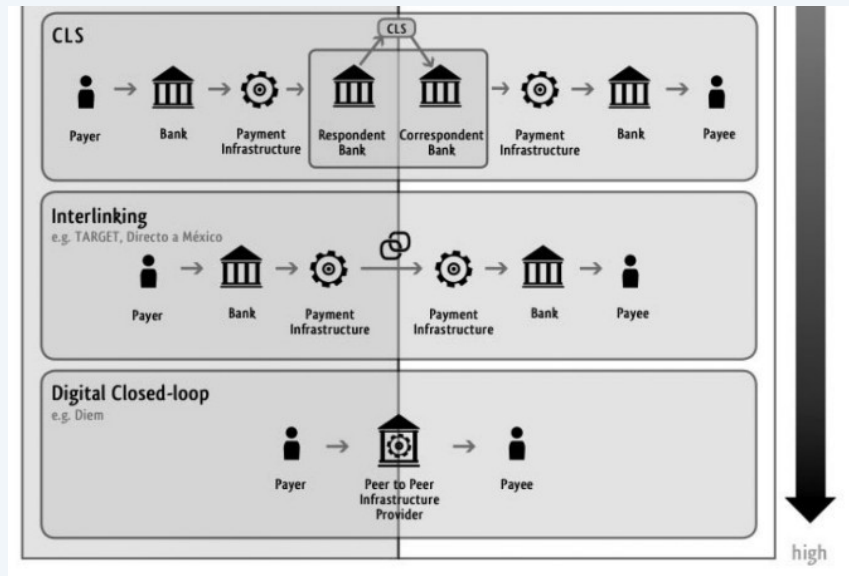 CLS
CLS
Payer
Bank
Payment
Infrastructure
Respondent
Bank
Correspondent
Bank
Payment
Infrastructure
Bank
Payee
Interlinking
e.g. TARGET, Directo a México
Payer
Bank
Payment
Infrastructure
Payment
Infrastructure
Bank
Payee
Digital Closed-loop
e.g. Diem
Payer
Peer to Peer
Infrastructure
Provider
Payee
high